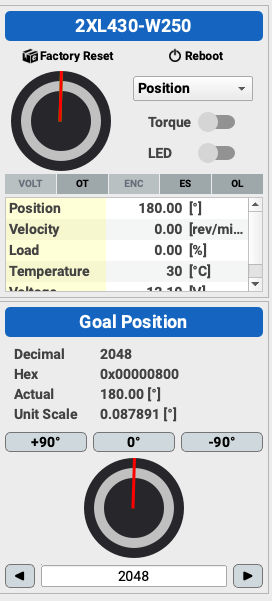 2XL430-W250
Factory Reset Reboot
Position
Torque
LED
VOLT OT ENC ES OL
Position 180.00 [°]
Velocity 0.00 [rev/mi...
Load 0.00 [%]
Temperature 30 [°C]
Voltage 12.10 [V]
Goal Position
Decimal 2048
Hex 0x00000800
Actual 180.00 [°]
Unit Scale 0.087891 [°]
+90° 0° -90°
2048